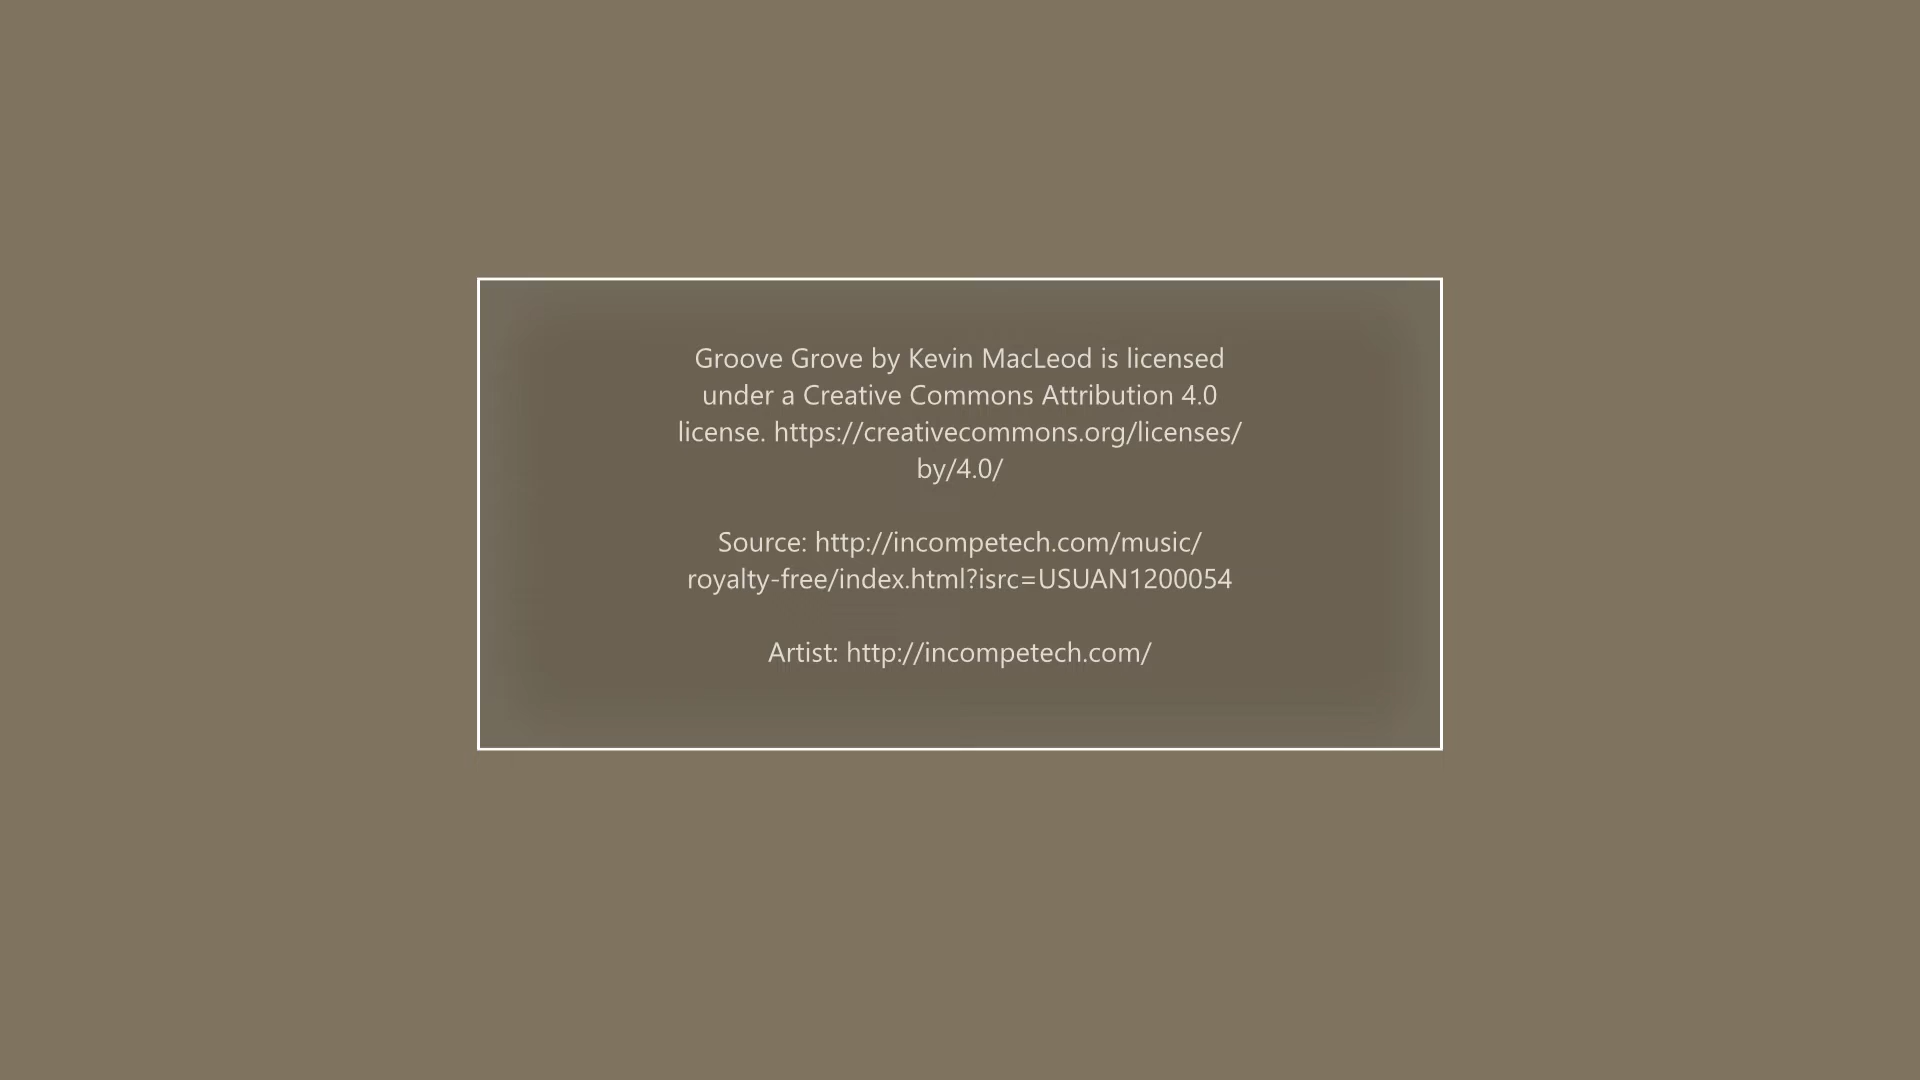 Groove Grove by Kevin MacLeod is licensed
under a Creative Commons Attribution 4.0
license. https://creativecommons.org/licenses/
by/4.0/
Source: http://incompetech.com/music/
royalty-free/index.html?isrc=USUAN1200054
Artist: http://incompetech.com/